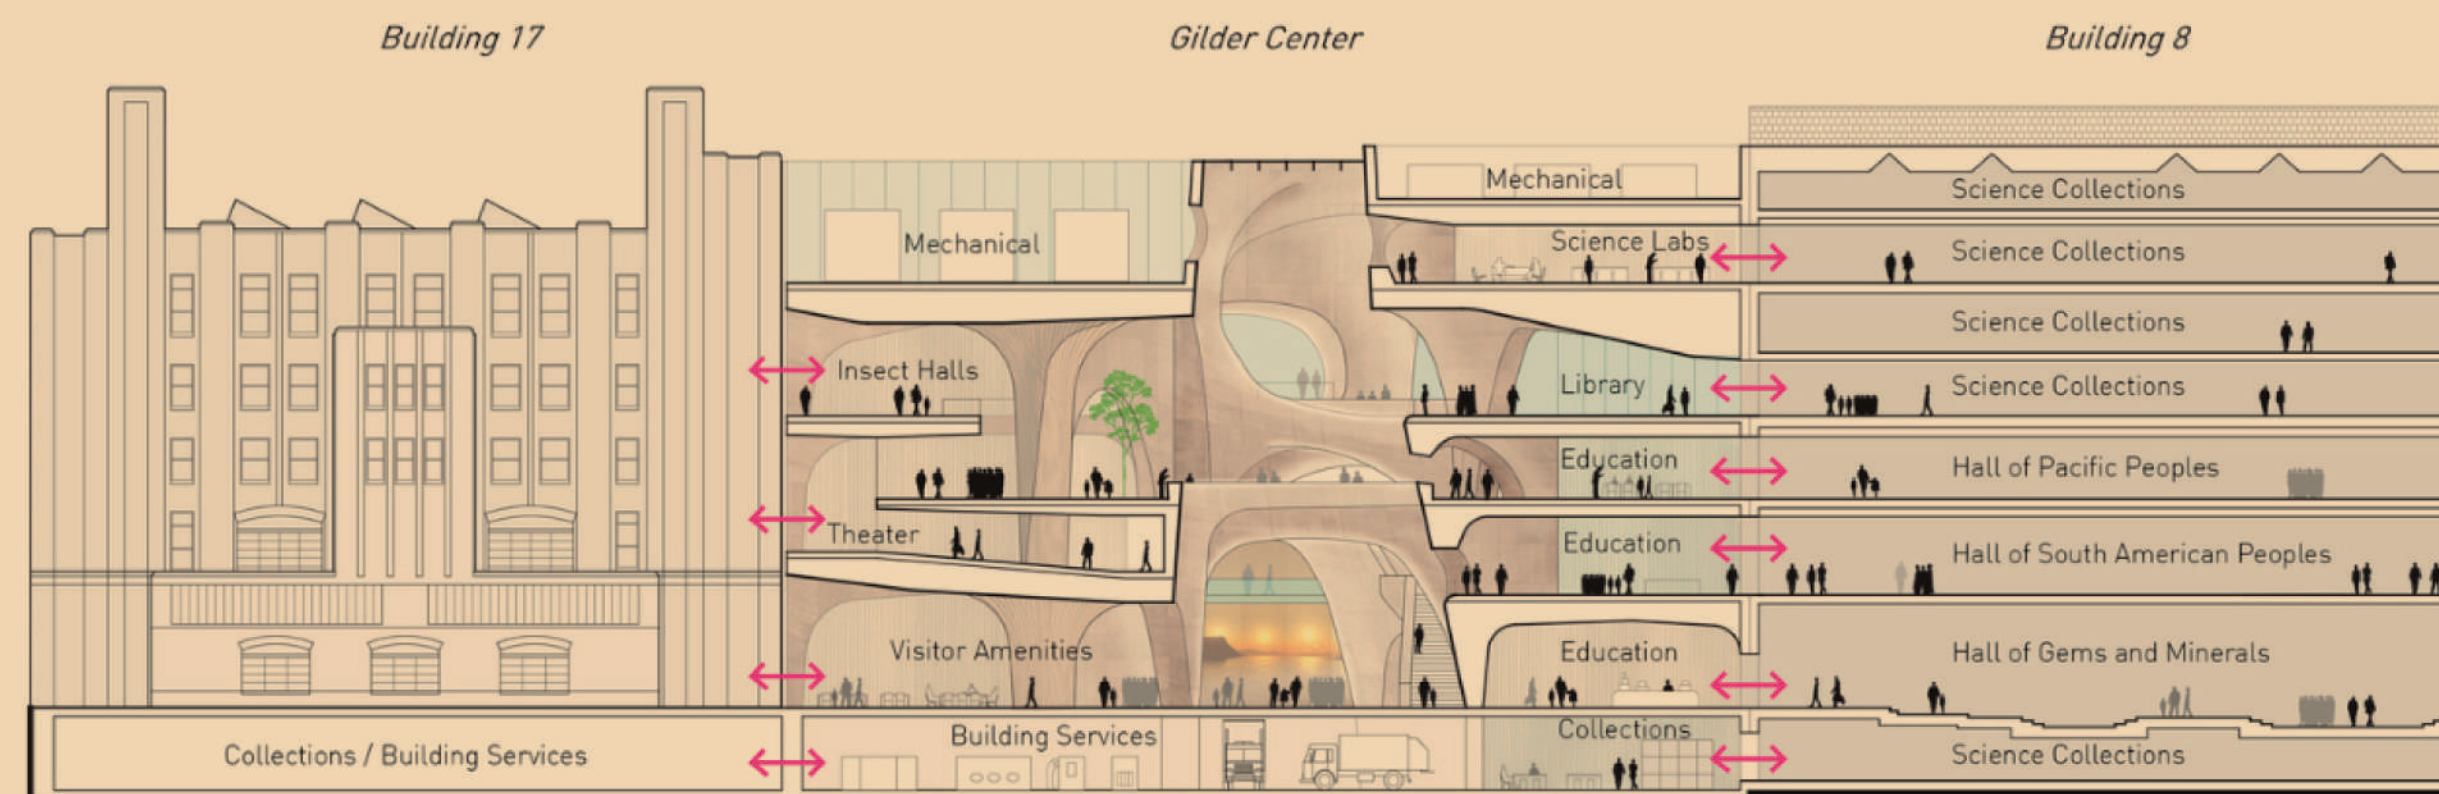 Building 17
Gilder Center
Building 8
Mechanical
Science Collections
Mechanical
Science Labs
Science Collections
Science Collections
Insect Halls
Library
Science Collections
Education
Hall of Pacific Peoples
Theater
Education
Hall of South American Peoples
Visitor Amenities
Education
Hall of Gems and Minerals
Collections / Building Services
Building Services
Collections
Science Collections